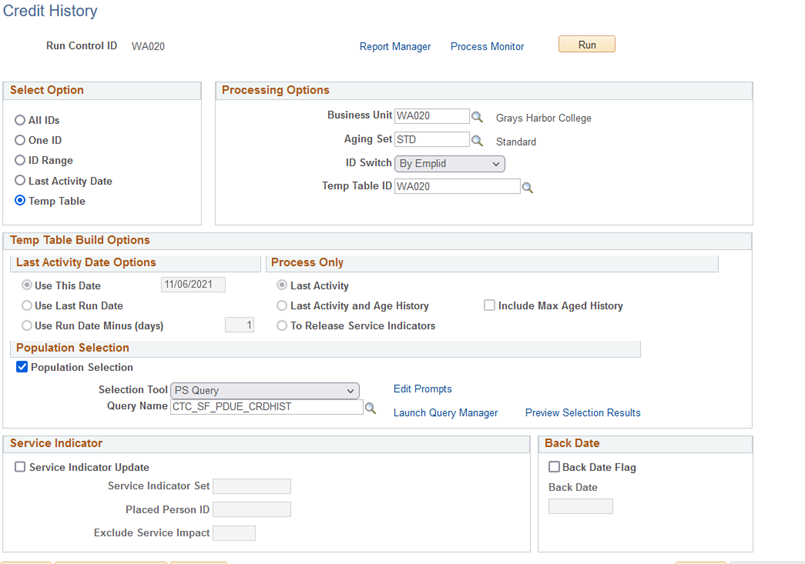 Credit History
Run Control ID WA020 Report Manager Process Monitor Run
Select Option
All IDs
One ID
ID Range
Last Activity Date
Temp Table
Processing Options
Business Unit WA020 Grays Harbor College
Aging Set STD Standard
ID Switch By Emplid
Temp Table ID WA020
Temp Table Build Options
Last Activity Date Options
Use This Date 11/06/2021
Use Last Run Date
Use Run Date Minus (days) 1
Process Only
Last Activity
Last Activity and Age History Include Max Aged History
To Release Service Indicators
Population Selection
Population Selection
Selection Tool PS Query Edit Prompts
Query Name CTC_SF_PDUE_CRDHIST Launch Query Manager Preview Selection Results
Service Indicator
Service Indicator Update
Service Indicator Set
Placed Person ID
Exclude Service Impact
Back Date
Back Date Flag
Back Date